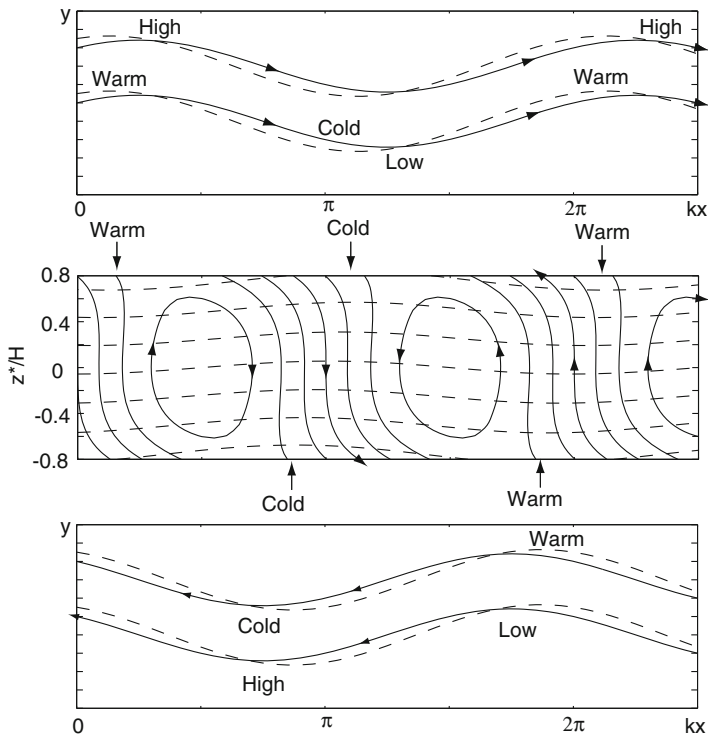 y
High
High
Warm
Warm
Cold
Low
0
π
2π
kx
Warm
Cold
Warm
0.8
0.4
0
-0.4
-0.8
z*/H
Cold
Warm
y
Warm
Cold
Low
High
0
π
2π
kx